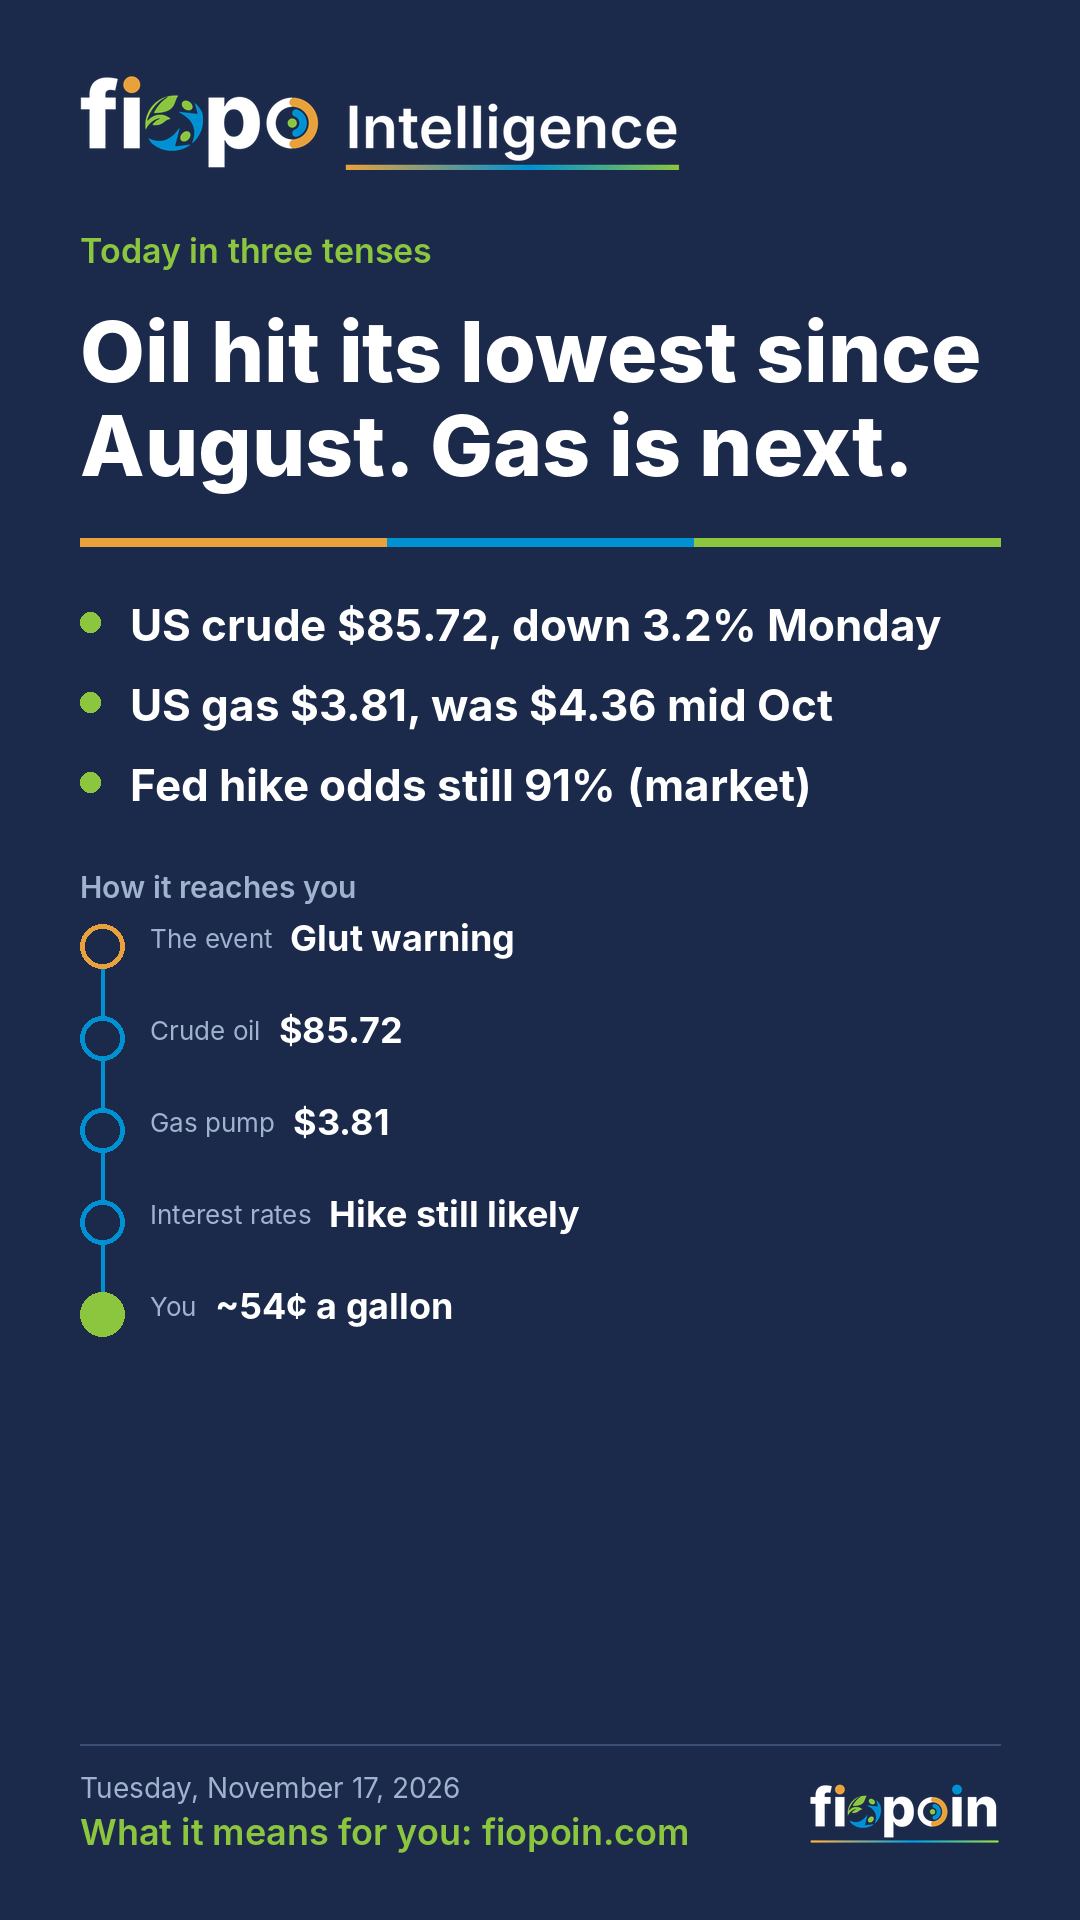 fiopo Intelligence
Today in three tenses
Oil hit its lowest since
August. Gas is next.
US crude $85.72, down 3.2% Monday
US gas $3.81, was $4.36 mid Oct
Fed hike odds still 91% (market)
How it reaches you
The event Glut warning
Crude oil $85.72
Gas pump $3.81
Interest rates Hike still likely
You ~54¢ a gallon
Tuesday, November 17, 2026
What it means for you: fiopoin.com
fiopoin